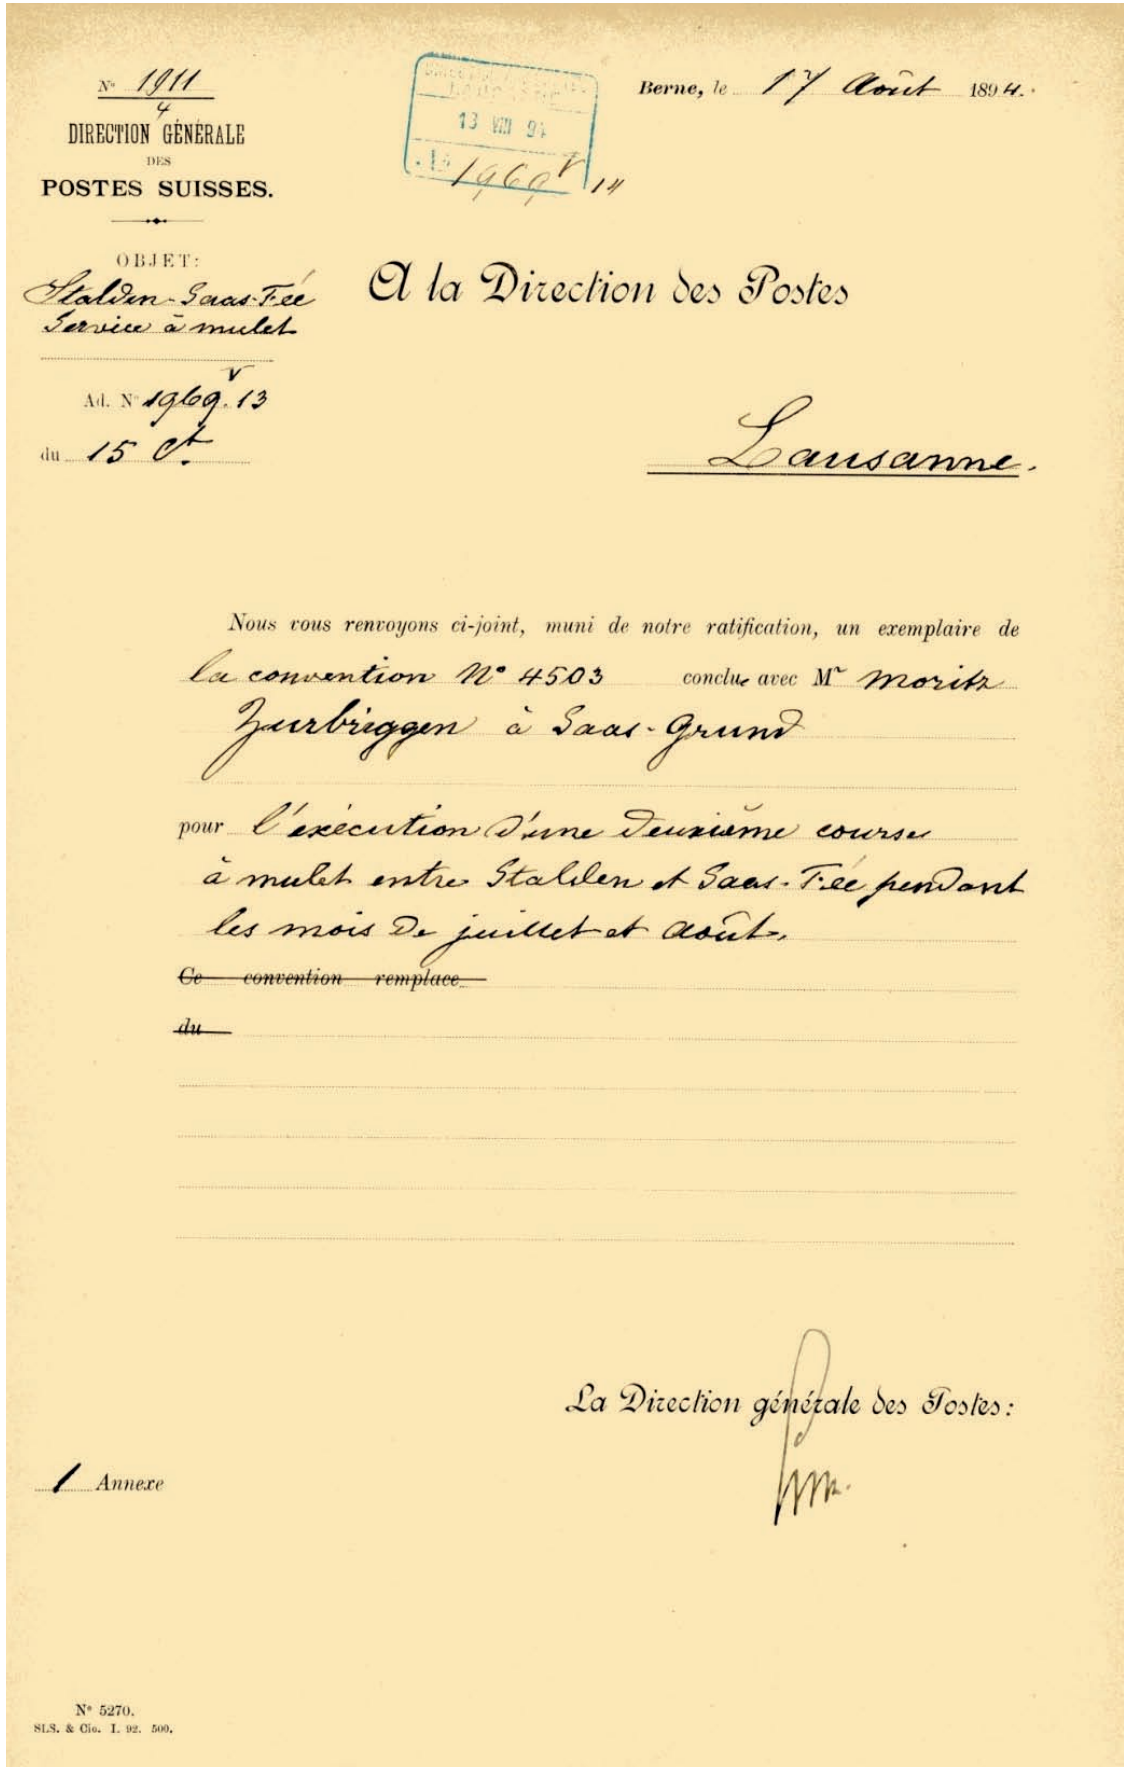 Nº 1911
4
DIRECTION GÉNÉRALE
DES
POSTES SUISSES.
Berne, le 17 Août 1894.
13 VIII 94
1969 V 14
OBJET:
Stalden-Saas-Fée
Service à mulet
A la Direction des Postes
V
Ad. Nº 1969.13
du 15 ct.
Lausanne.
Nous vous renvoyons ci-joint, muni de notre ratification, un exemplaire de
la convention Nº 4503 conclue avec Mr Moritz
Zurbriggen à Saas-Grund
pour l'exécution d'une deuxième course
à mulet entre Stalden et Saas-Fée pendant
les mois de juillet et août.
Ce convention remplace
du
La Direction générale des Postes:
1 Annexe
Nº 5270.
SLS. & Cie. I. 92. 500.